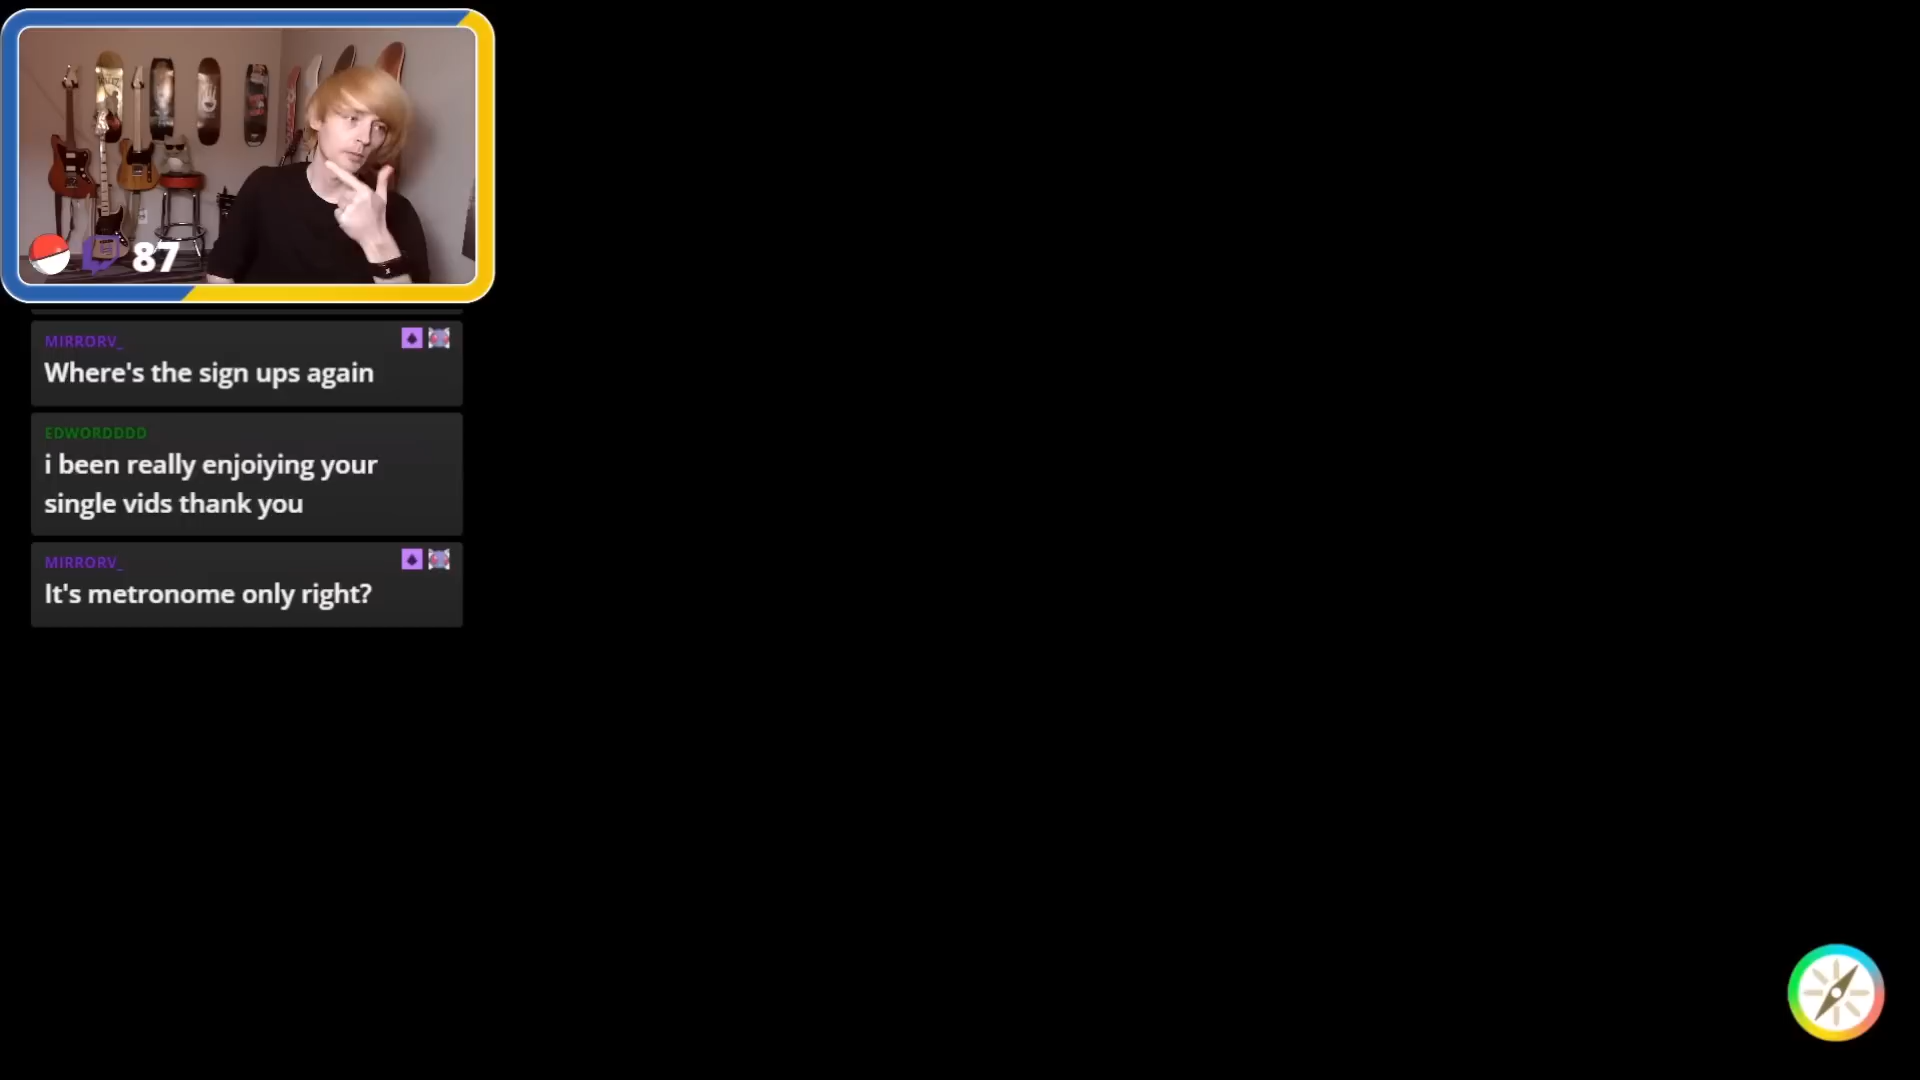 87
MIRRORV_
Where's the sign ups again
EDWORDDDD
i been really enjoiying your
single vids thank you
MIRRORV_
It's metronome only right?